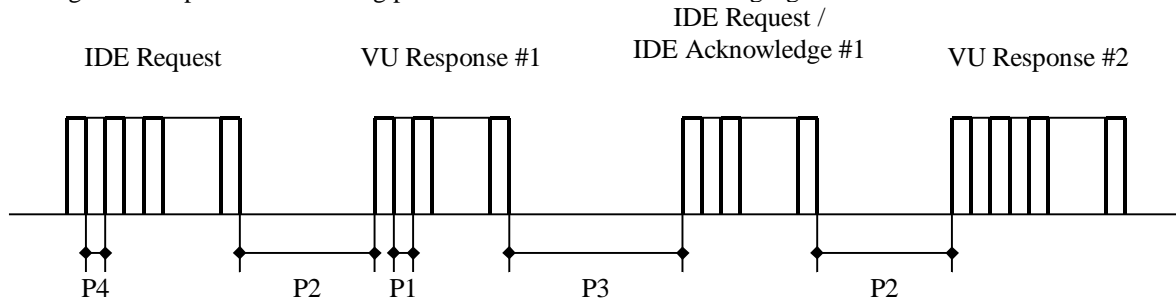 IDE Request /
IDE Request VU Response #1 IDE Acknowledge #1 VU Response #2
P4 P2 P1 P3 P2